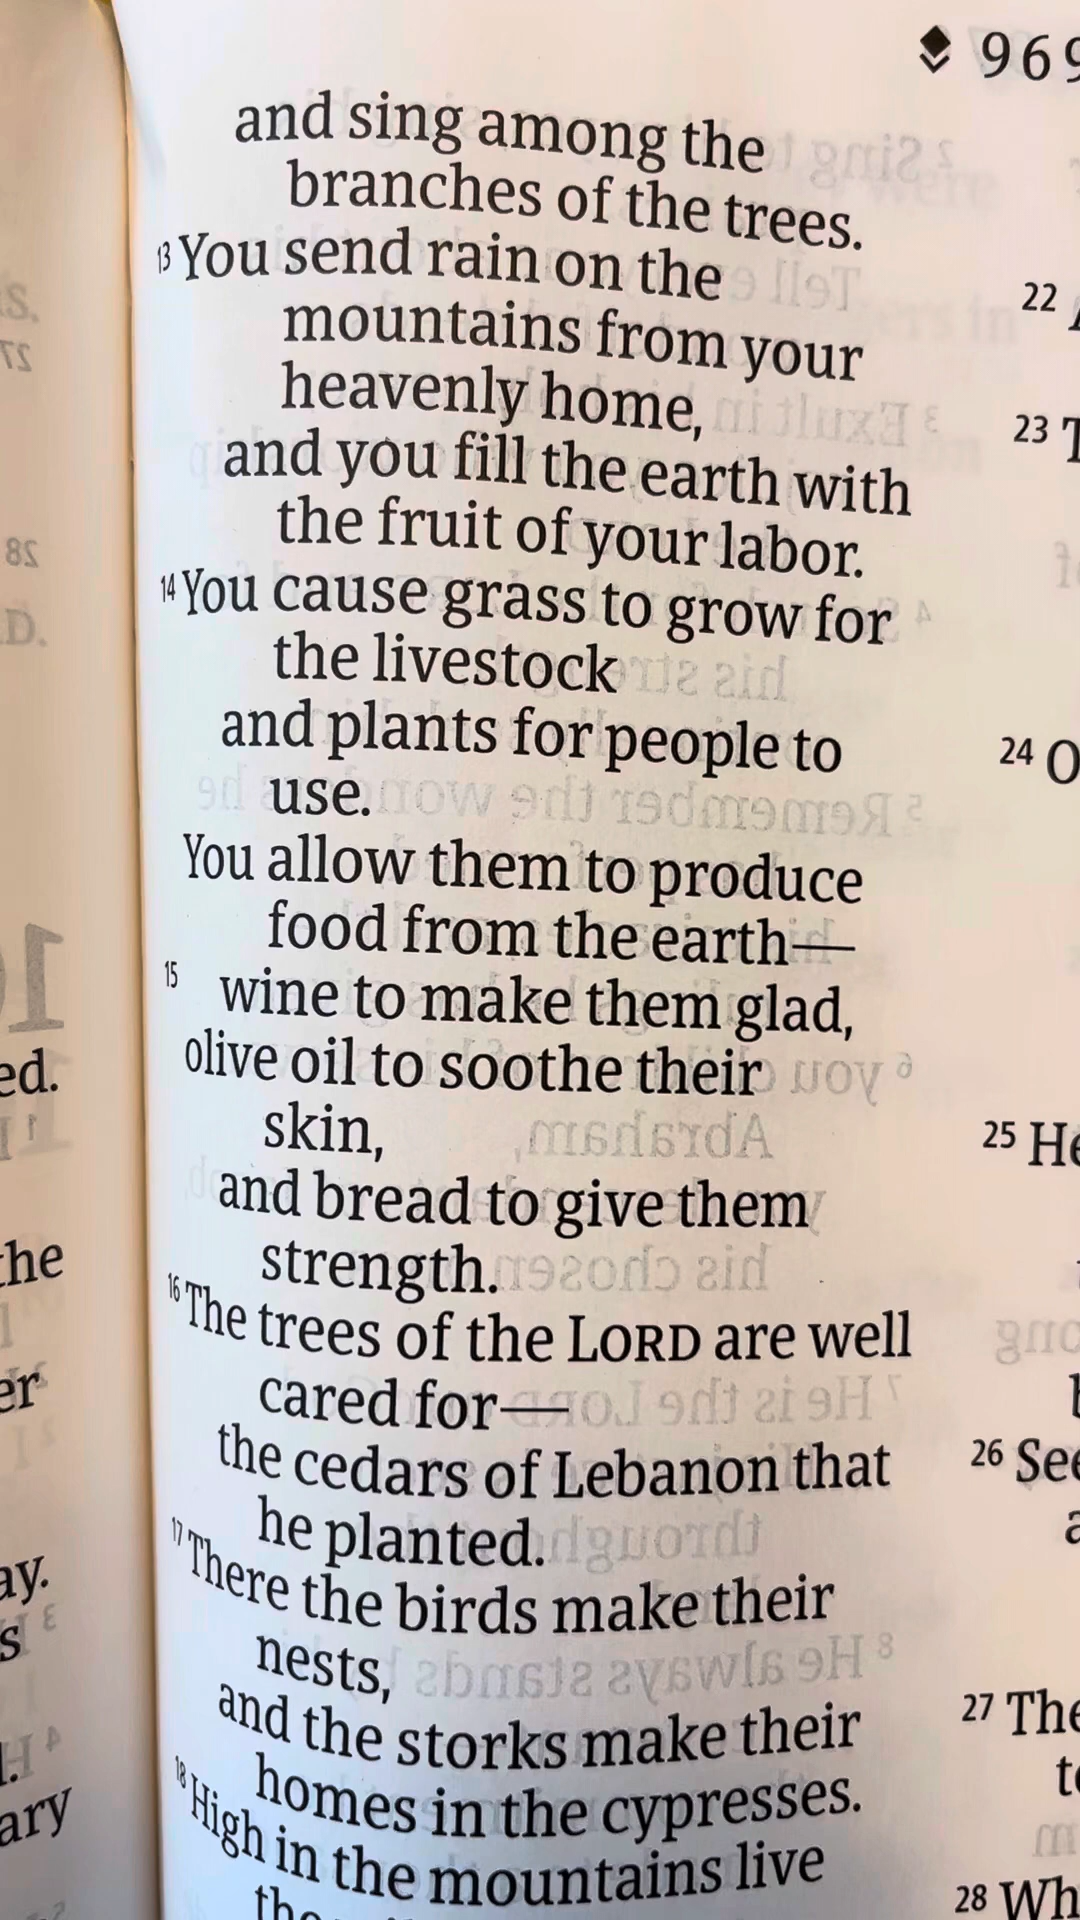 969
and sing among the
branches of the trees.
13 You send rain on the
mountains from your
heavenly home,
and you fill the earth with
the fruit of your labor.
14 You cause grass to grow for
the livestock
and plants for people to
use.
You allow them to produce
food from the earth—
15 wine to make them glad,
olive oil to soothe their
skin,
and bread to give them
strength.
16 The trees of the LORD are well
cared for—
the cedars of Lebanon that
he planted.
17 There the birds make their
nests,
and the storks make their
homes in the cypresses.
18 High in the mountains live
22
23
24
25
26
27
28